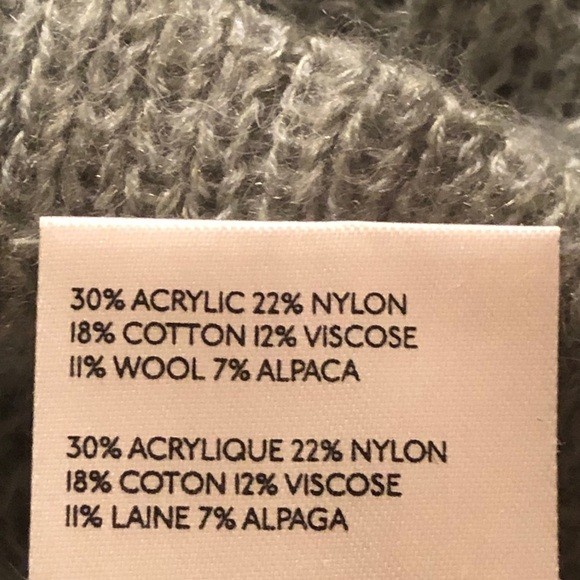 30% ACRYLIC 22% NYLON
18% COTTON 12% VISCOSE
11% WOOL 7% ALPACA
30% ACRYLIQUE 22% NYLON
18% COTON 12% VISCOSE
11% LAINE 7% ALPAGA